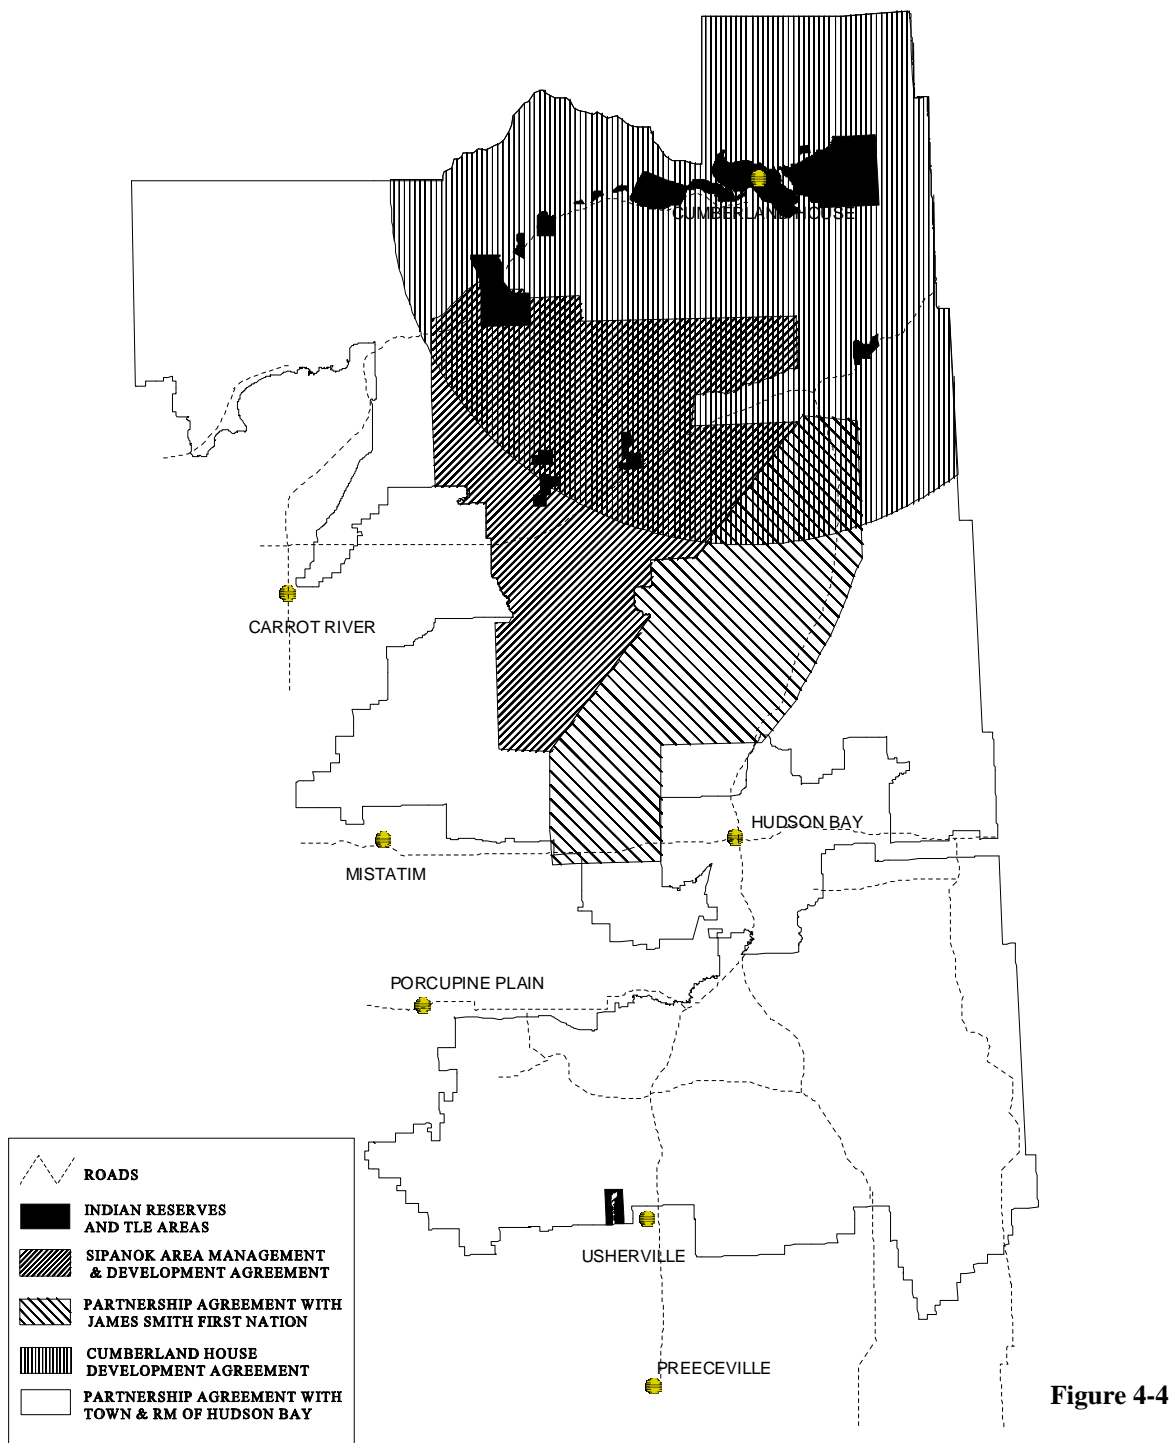 CUMBERLAND HOUSE
CARROT RIVER
HUDSON BAY
MISTATIM
PORCUPINE PLAIN
USHERVILLE
PREECEVILLE
ROADS
INDIAN RESERVES
AND TLE AREAS
SIPANOK AREA MANAGEMENT
& DEVELOPMENT AGREEMENT
PARTNERSHIP AGREEMENT WITH
JAMES SMITH FIRST NATION
CUMBERLAND HOUSE
DEVELOPMENT AGREEMENT
PARTNERSHIP AGREEMENT WITH
TOWN & RM OF HUDSON BAY
Figure 4-4